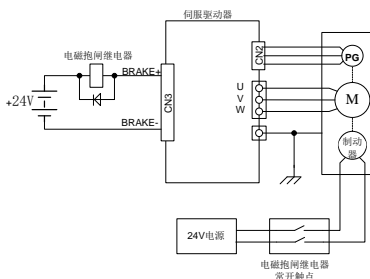 伺服驱动器
电磁抱闸继电器
BRAKE+
CN2
PG
+24V
CN3
U
V
W
M
BRAKE-
制动
器
24V电源
电磁抱闸继电器
常开触点